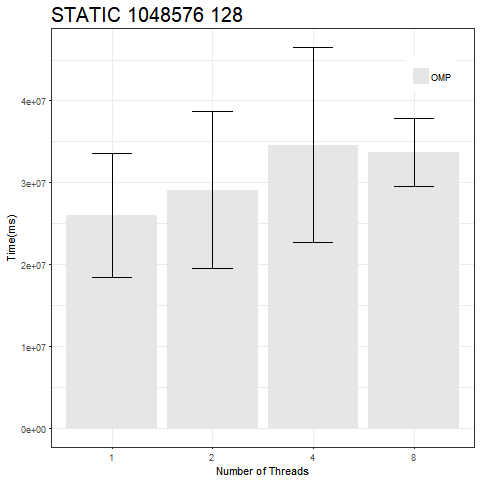 STATIC 1048576 128
OMP
4e+07
3e+07
2e+07
1e+07
0e+00
Time(ms)
1 2 4 8
Number of Threads